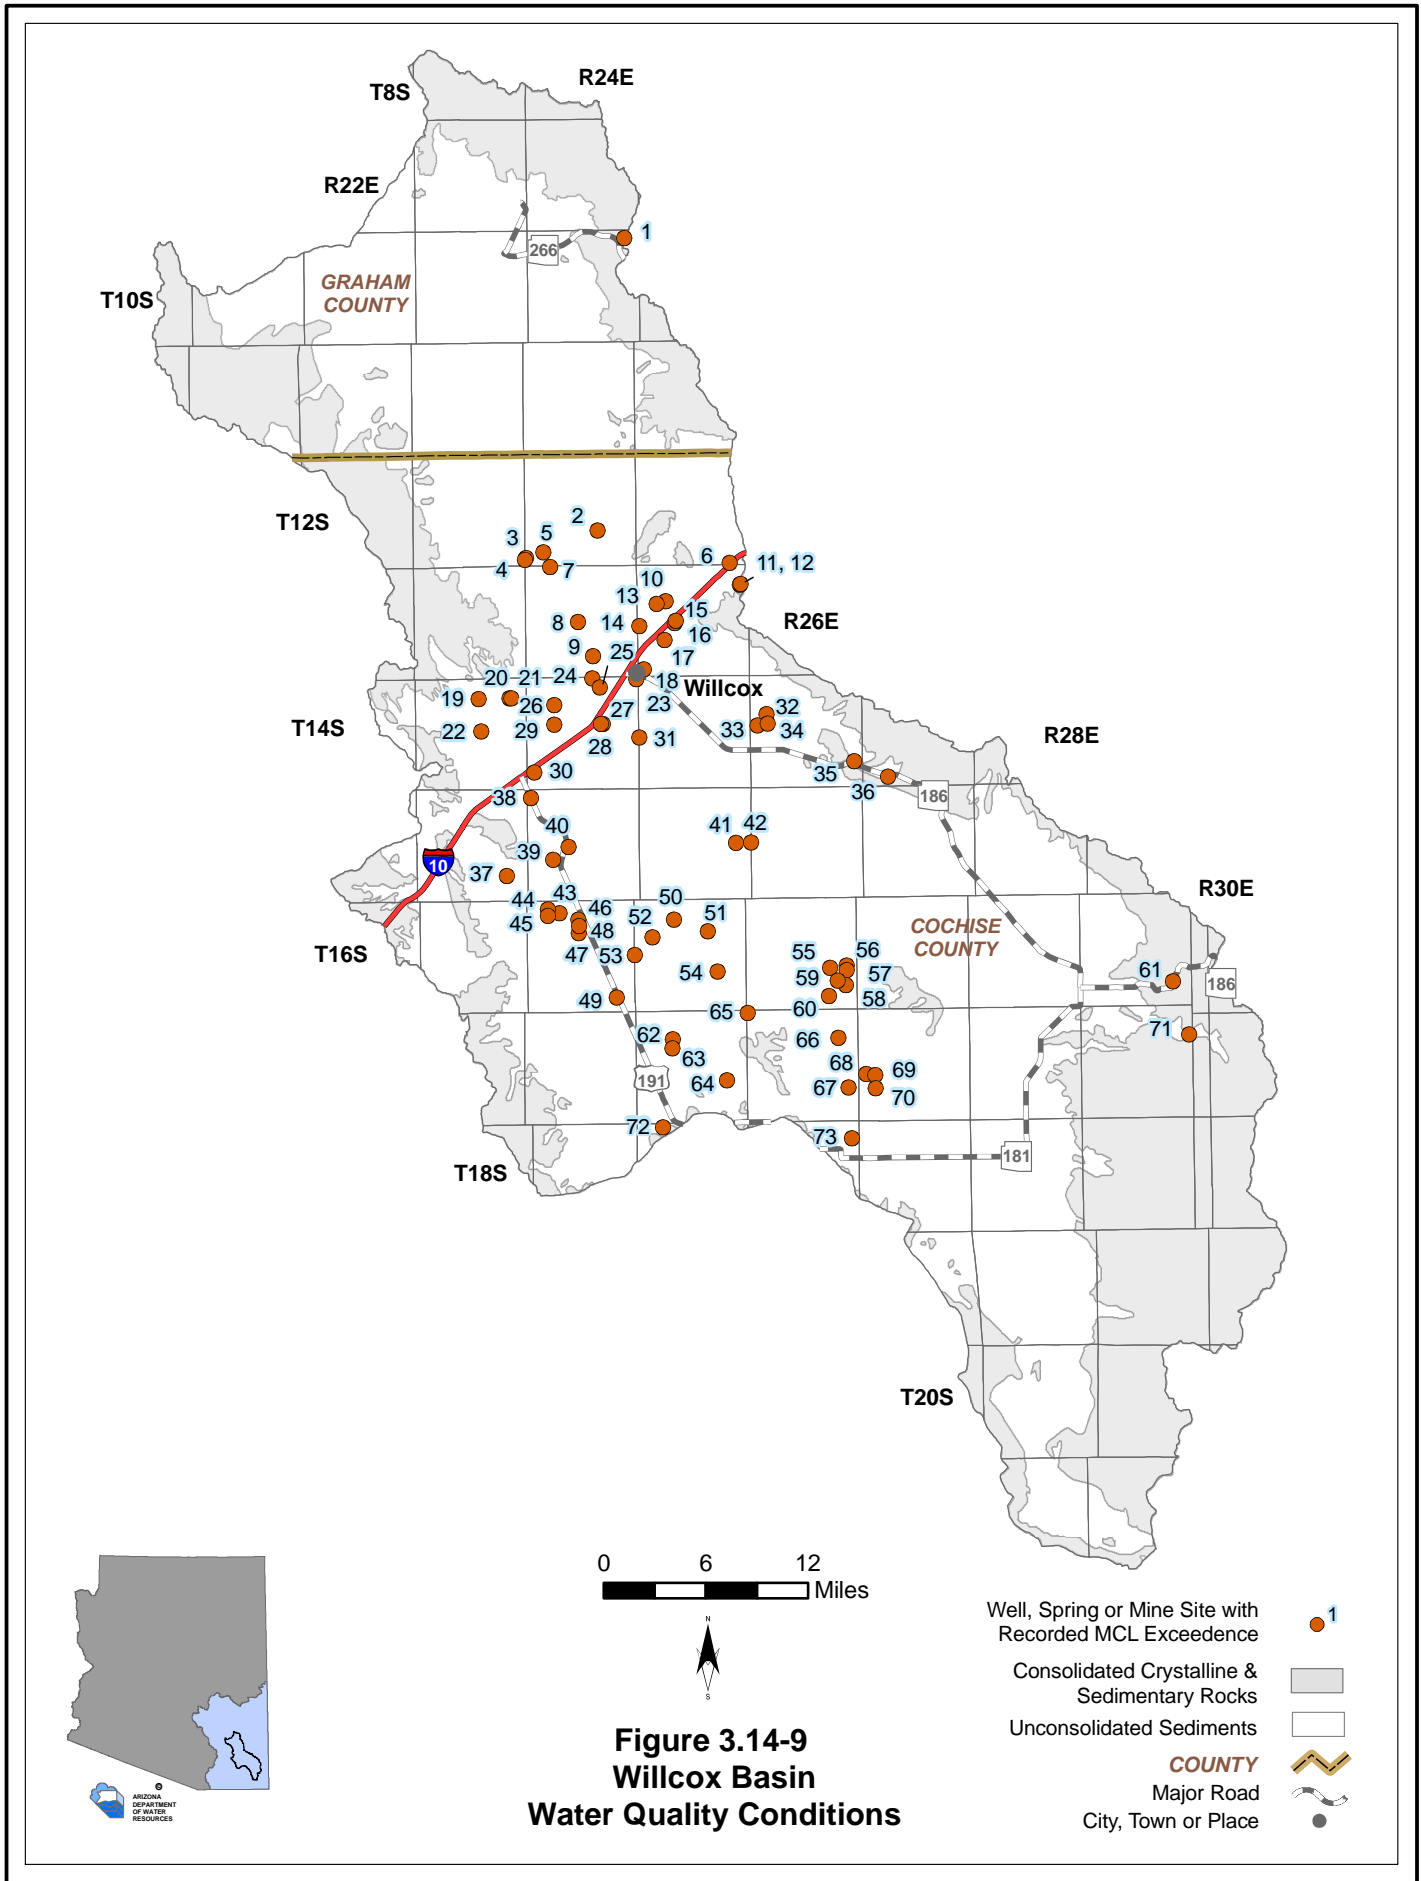 R24E
T8S
R22E
1
266
GRAHAM
COUNTY
T10S
T12S
2
5
3
4
7
6
11, 12
10
13
15
R26E
8
14
16
9
25
17
24
18
Willcox
20
21
19
26
23
32
27
22
29
33
34
T14S
28
31
R28E
30
35
36
38
186
40
41
42
39
10
37
R30E
44
43
50
46
51
45
52
48
COCHISE
COUNTY
T16S
47
53
55
56
54
59
57
61
186
49
60
58
65
71
62
66
63
68
69
191
64
67
70
72
73
181
T18S
T20S
0
6
12
Miles
N
S
Well, Spring or Mine Site with
Recorded MCL Exceedence
1
Consolidated Crystalline &
Sedimentary Rocks
Unconsolidated Sediments
COUNTY
Major Road
City, Town or Place
Figure 3.14-9
Willcox Basin
Water Quality Conditions
©
ARIZONA
DEPARTMENT
OF WATER
RESOURCES